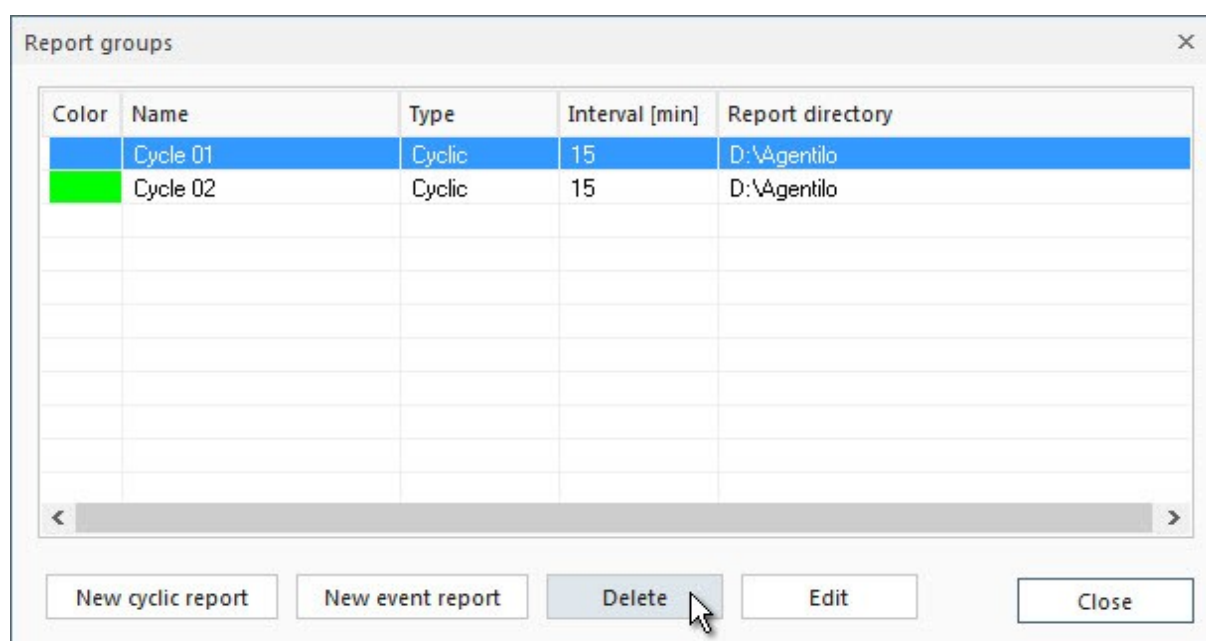 Report groups
Color Name Type Interval [min] Report directory
Cycle 01 Cyclic 15 D:\Agentilo
Cycle 02 Cyclic 15 D:\Agentilo
New cyclic report New event report Delete Edit Close